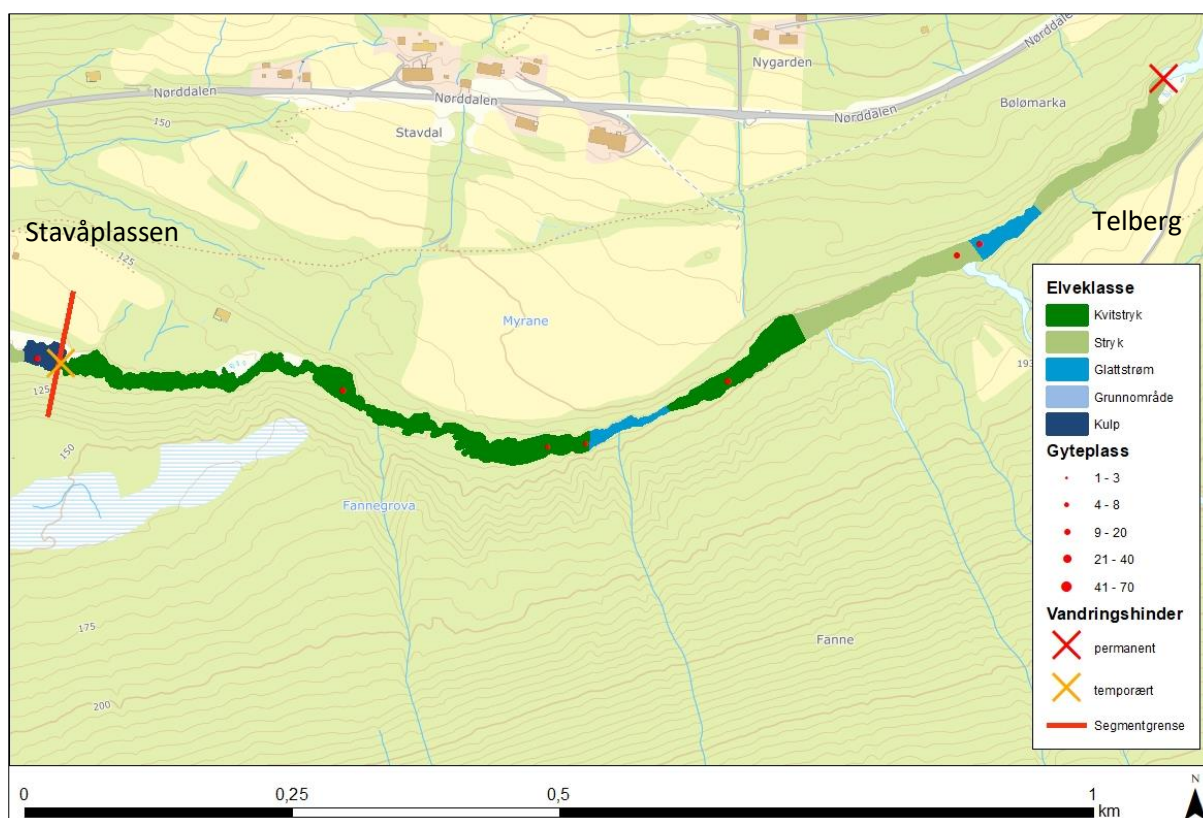 Nygarden
Nørddalen
Bølømarka
Nørddalen
Nørddalen
Nørddalen
150
Stavdal
Stavåplassen
Telberg
125
Myrane
125
150
193
Fannegrova
175
Fanne
200
Elveklasse
Kvitstryk
Stryk
Glattstrøm
Grunnområde
Kulp
Gyteplass
1 - 3
4 - 8
9 - 20
21 - 40
41 - 70
Vandringshinder
permanent
temporært
Segmentgrense
0 0,25 0,5 1
km
N